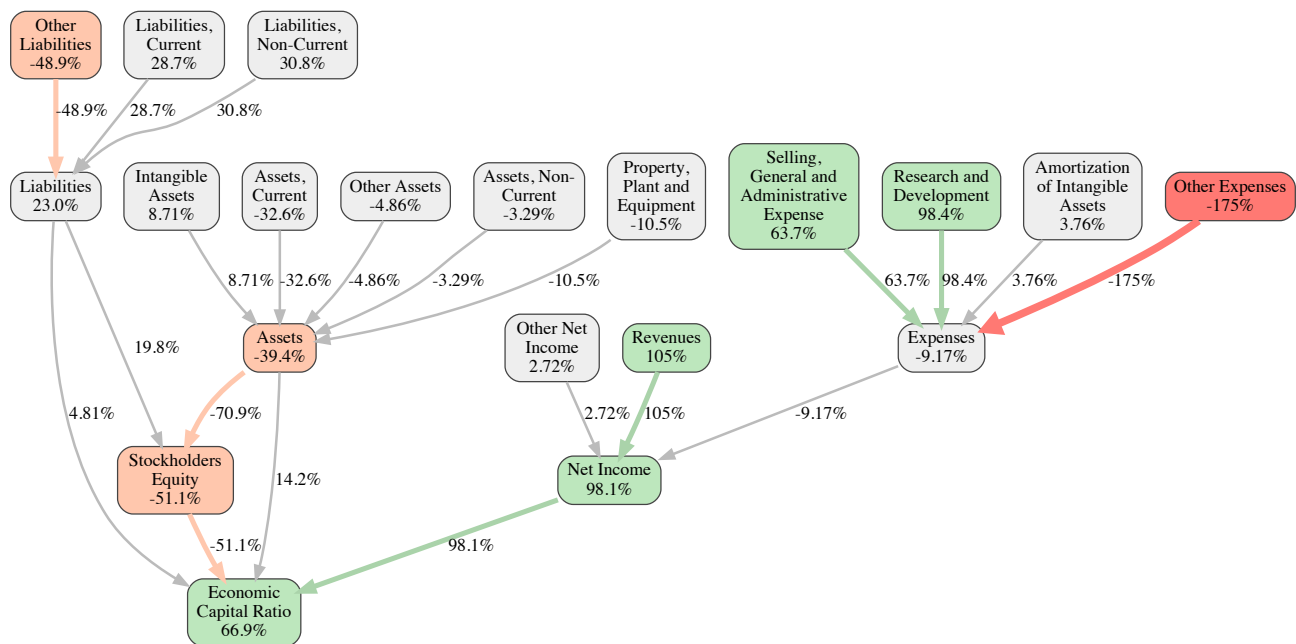 Other
Liabilities
-48.9%
Liabilities,
Current
28.7%
Liabilities,
Non-Current
30.8%
-48.9%
28.7%
30.8%
Liabilities
23.0%
Intangible
Assets
8.71%
Assets,
Current
-32.6%
Other Assets
-4.86%
Assets, Non-
Current
-3.29%
Property,
Plant and
Equipment
-10.5%
Selling,
General and
Administrative
Expense
63.7%
Research and
Development
98.4%
Amortization
of Intangible
Assets
3.76%
Other Expenses
-175%
8.71%
-32.6%
-4.86%
-3.29%
-10.5%
63.7%
98.4%
3.76%
-175%
19.8%
Assets
-39.4%
Other Net
Income
2.72%
Revenues
105%
Expenses
-9.17%
4.81%
-70.9%
2.72%
105%
-9.17%
Stockholders
Equity
-51.1%
14.2%
Net Income
98.1%
-51.1%
98.1%
Economic
Capital Ratio
66.9%